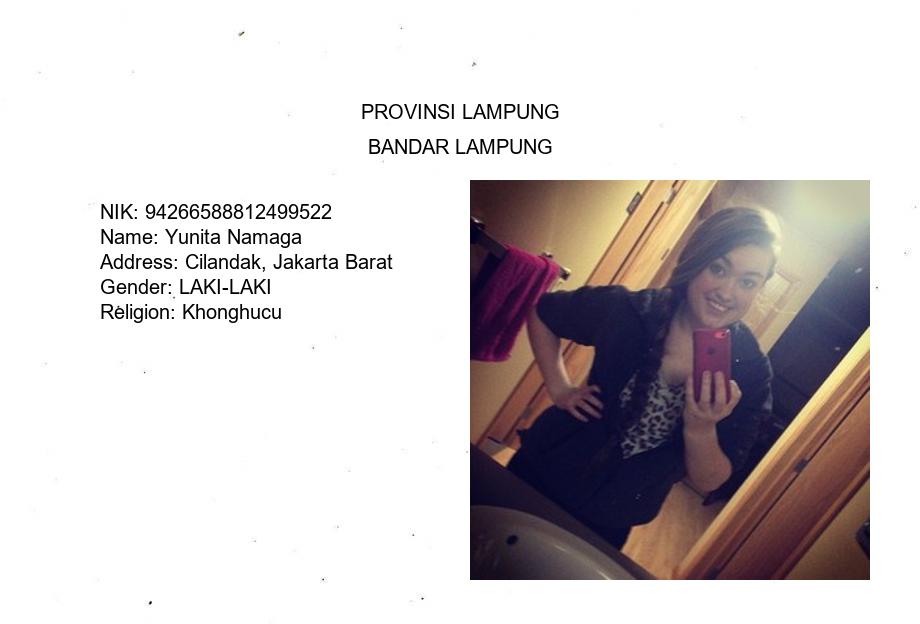 PROVINSI LAMPUNG
BANDAR LAMPUNG
NIK: 94266588812499522
Name: Yunita Namaga
Address: Cilandak, Jakarta Barat
Gender: LAKI-LAKI
Religion: Khonghucu